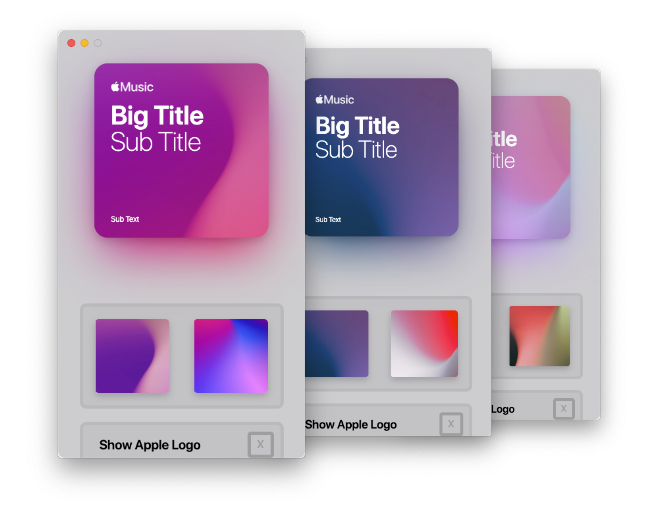 Music
Big Title
Sub Title
Sub Text
Show Apple Logo
X
Music
Big Title
Sub Title
Sub Text
Show Apple Logo
X
itle
itle
Logo
X